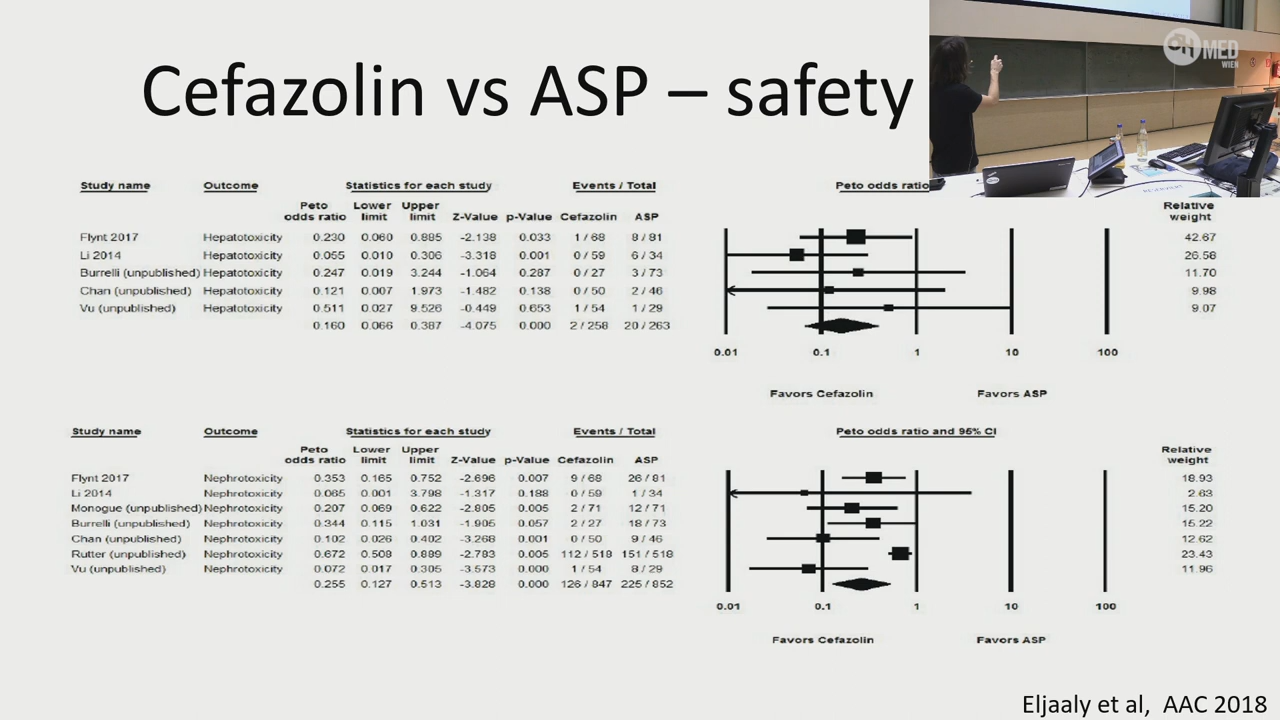 Cefazolin vs ASP – safety
MED
WIEN
Study name Outcome Statistics for each study Events / Total Peto odds ratio
Peto Lower Upper Relative
odds ratio limit limit Z-Value p-Value Cefazolin ASP weight
Flynt 2017 Hepatotoxicity 0.230 0.060 0.885 -2.138 0.033 1 / 68 8 / 81 42.67
Li 2014 Hepatotoxicity 0.055 0.010 0.306 -3.318 0.001 0 / 59 6 / 34 26.58
Burrelli (unpublished) Hepatotoxicity 0.247 0.019 3.244 -1.064 0.287 0 / 27 3 / 73 11.70
Chan (unpublished) Hepatotoxicity 0.121 0.007 1.973 -1.482 0.138 0 / 50 2 / 46 9.98
Vu (unpublished) Hepatotoxicity 0.511 0.027 9.526 -0.449 0.653 1 / 54 1 / 29 9.07
0.160 0.066 0.387 -4.075 0.000 2 / 258 20 / 263
0.01 0.1 1 10 100
Favors Cefazolin Favors ASP
Study name Outcome Statistics for each study Events / Total Peto odds ratio and 95% CI
Peto Lower Upper Relative
odds ratio limit limit Z-Value p-Value Cefazolin ASP weight
Flynt 2017 Nephrotoxicity 0.353 0.165 0.752 -2.696 0.007 9 / 68 26 / 81 18.93
Li 2014 Nephrotoxicity 0.065 0.001 3.798 -1.317 0.188 0 / 59 1 / 34 2.63
Monogue (unpublished) Nephrotoxicity 0.207 0.069 0.622 -2.805 0.005 2 / 71 12 / 71 15.20
Burrelli (unpublished) Nephrotoxicity 0.344 0.115 1.031 -1.905 0.057 2 / 27 18 / 73 15.22
Chan (unpublished) Nephrotoxicity 0.102 0.026 0.402 -3.268 0.001 0 / 50 9 / 46 12.62
Rutter (unpublished) Nephrotoxicity 0.672 0.508 0.889 -2.783 0.005 112 / 518 151 / 518 23.43
Vu (unpublished) Nephrotoxicity 0.072 0.017 0.305 -3.573 0.000 1 / 54 8 / 29 11.96
0.255 0.127 0.513 -3.828 0.000 126 / 847 225 / 852
0.01 0.1 1 10 100
Favors Cefazolin Favors ASP
Eljaaly et al, AAC 2018